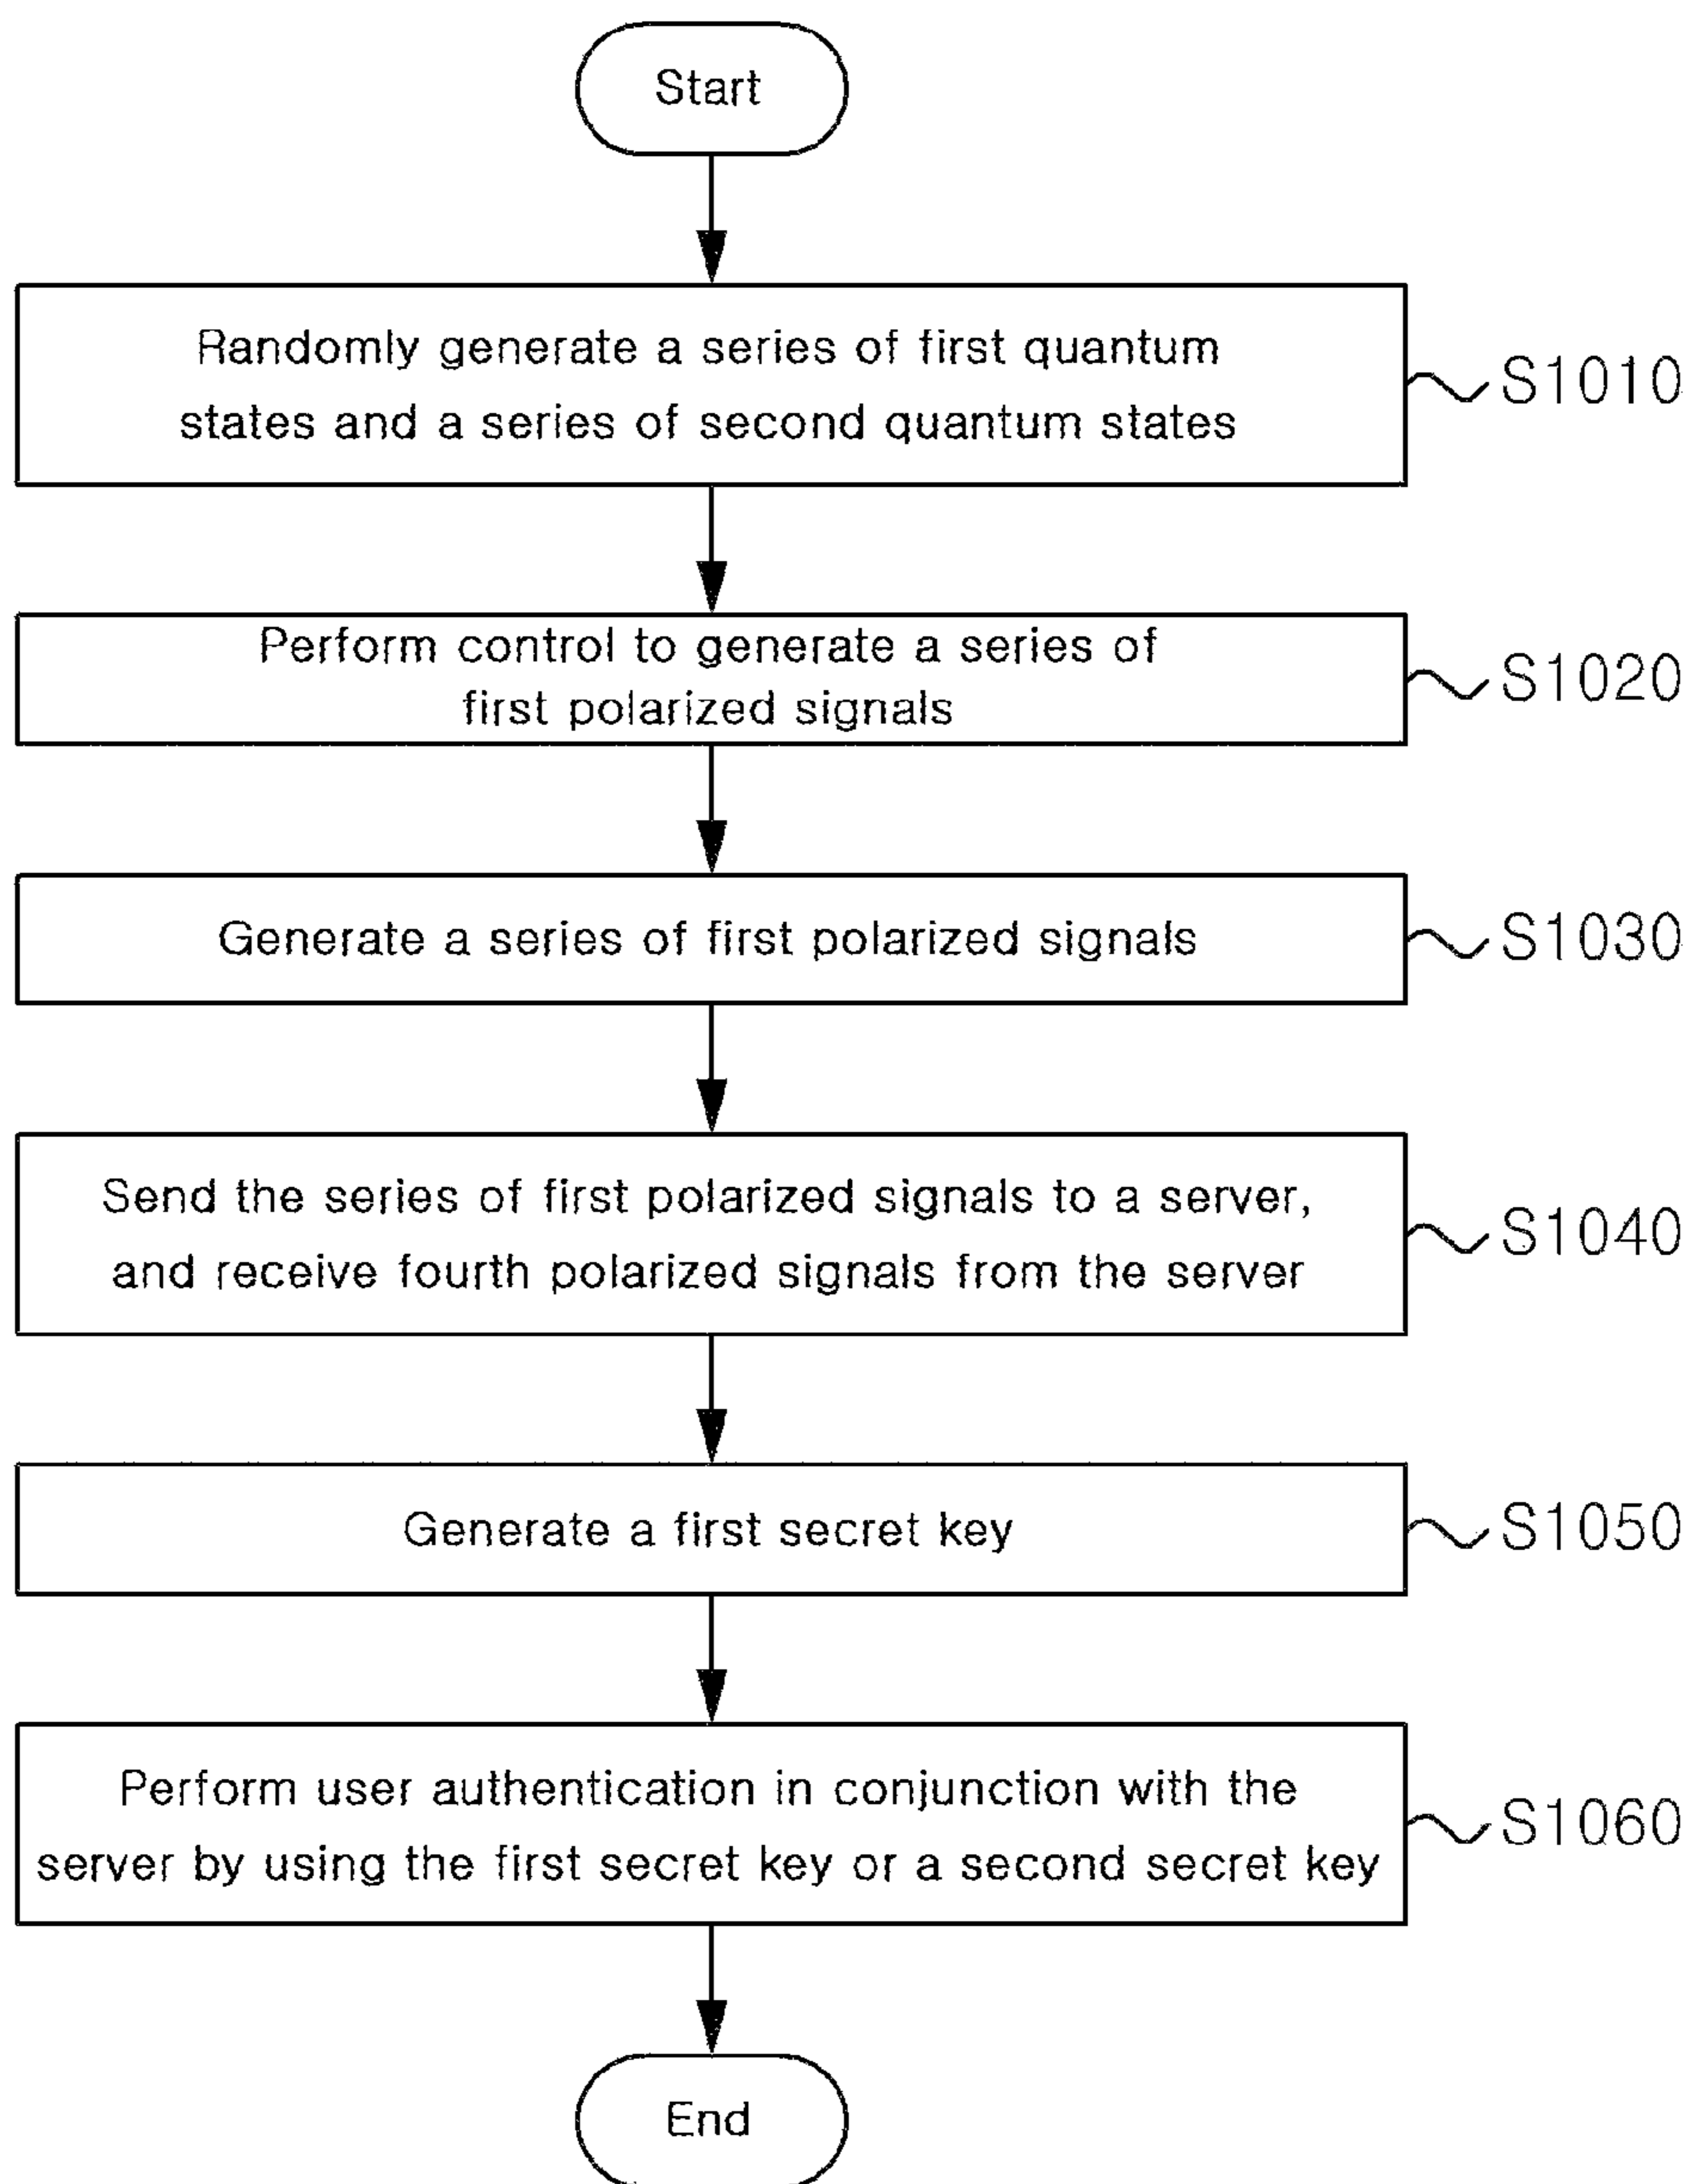 Start
Randomly generate a series of first quantum
states and a series of second quantum states
S1010
Perform control to generate a series of
first polarized signals
S1020
Generate a series of first polarized signals
S1030
Send the series of first polarized signals to a server,
and receive fourth polarized signals from the server
S1040
Generate a first secret key
S1050
Perform user authentication in conjunction with the
server by using the first secret key or a second secret key
S1060
End